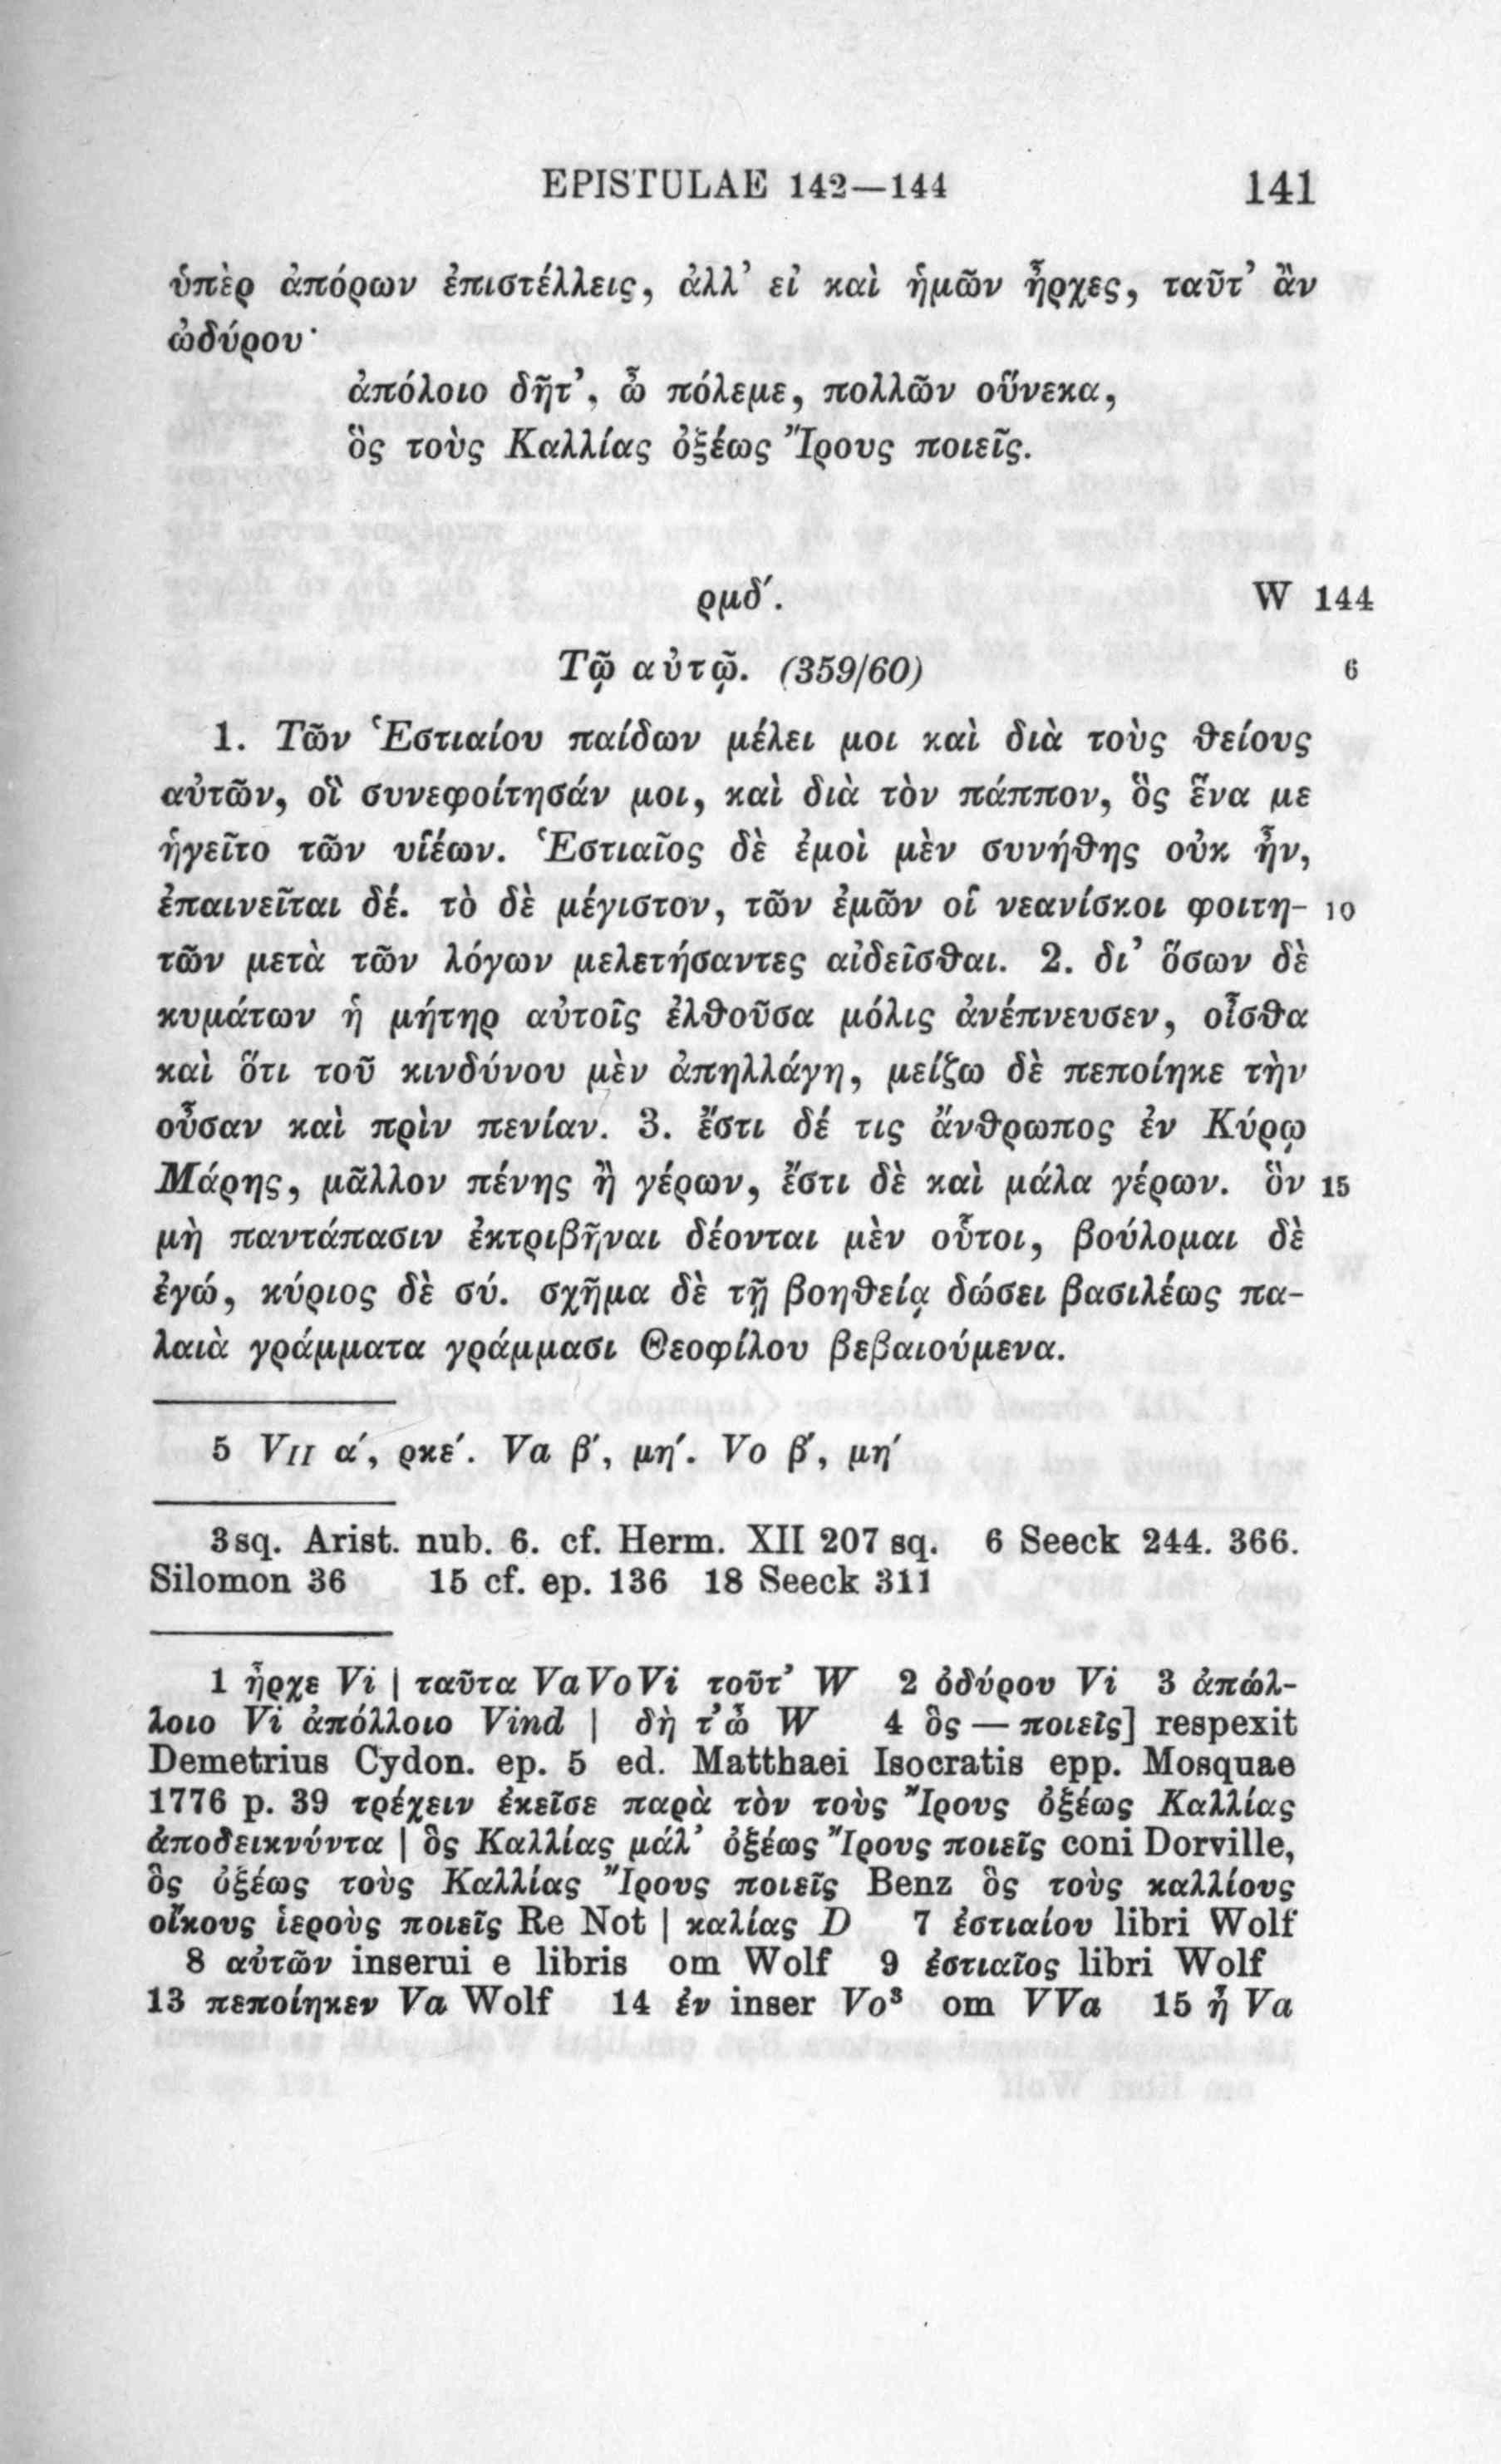 EPISTULAE 142—144 141
ὑπὲρ ἀπόρων ἐπιστέλλεις, ἀλλ’ εἰ καὶ ἡμῶν ἦρχες, ταῦτ’ ἂν
ὠδύρου·
ἀπόλοιο δῆτ’, ὦ πόλεμε, πολλῶν οὕνεκα,
ὃς τοὺς Καλλίας ὀξέως Ἴρους ποιεῖς.
ρμδ´. W 144
Τῷ αὐτῷ. (359/60) 6
1. Τῶν Ἑστιαίου παίδων μέλει μοι καὶ διὰ τοὺς θείους
αὐτῶν, οἳ συνεφοίτησάν μοι, καὶ διὰ τὸν πάππον, ὃς ἕνα με
ἡγεῖτο τῶν υἱέων. Ἑστιαῖος δὲ ἐμοὶ μὲν συνήθης οὐκ ἦν,
ἐπαινεῖται δέ. τὸ δὲ μέγιστον, τῶν ἐμῶν οἱ νεανίσκοι φοιτη- 10
τῶν μετὰ τῶν λόγων μελετήσαντες αἰδεῖσθαι. 2. δι’ ὅσων δὲ
κυμάτων ἡ μήτηρ αὐτοῖς ἐλθοῦσα μόλις ἀνέπνευσεν, οἶσθα
καὶ ὅτι τοῦ κινδύνου μὲν ἀπηλλάγη, μείζω δὲ πεποίηκε τὴν
οὖσαν καὶ πρὶν πενίαν. 3. ἔστι δέ τις ἄνθρωπος ἐν Κύρῳ
Μάρης, μᾶλλον πένης ἢ γέρων, ἔστι δὲ καὶ μάλα γέρων. ὃν 15
μὴ παντάπασιν ἐκτριβῆναι δέονται μὲν οὗτοι, βούλομαι δὲ
ἐγώ, κύριος δὲ σύ. σχῆμα δὲ τῇ βοηθείᾳ δώσει βασιλέως πα-
λαιὰ γράμματα γράμμασι Θεοφίλου βεβαιούμενα.
5 VII α´, ρκε´. Va β´, μη´. Vo β´, μη´
3sq. Arist. nub. 6. cf. Herm. XII 207 sq. 6 Seeck 244. 366.
Silomon 36 15 cf. ep. 136 18 Seeck 311
1 ἦρχε Vi | ταῦτα Va Vo Vi τοῦτ’ W 2 ὀδύρου Vi 3 ἀπώλ-
λοιο Vi ἀπόλλοιο Vind | δὴ τ’ὦ W 4 ὃς — ποιεῖς] respexit
Demetrius Cydon. ep. 5 ed. Matthaei Isocratis epp. Mosquae
1776 p. 39 τρέχειν ἐκεῖσε παρὰ τὸν τοὺς Ἴρους ὀξέως Καλλίας
ἀποδεικνύντα | ὃς Καλλίας μάλ’ ὀξέως Ἴρους ποιεῖς coni Dorville,
ὃς ὀξέως τοὺς Καλλίας Ἴρους ποιεῖς Benz ὃς τοὺς καλλίους
οἴκους ἱεροὺς ποιεῖς Re Not | καλίας D 7 ἐστιαίου libri Wolf
8 αὐτῶν inserui e libris om Wolf 9 ἐστιαῖος libri Wolf
13 πεποίηκεν Va Wolf 14 ἐν inser Vo³ om VVa 15 ἦ Va